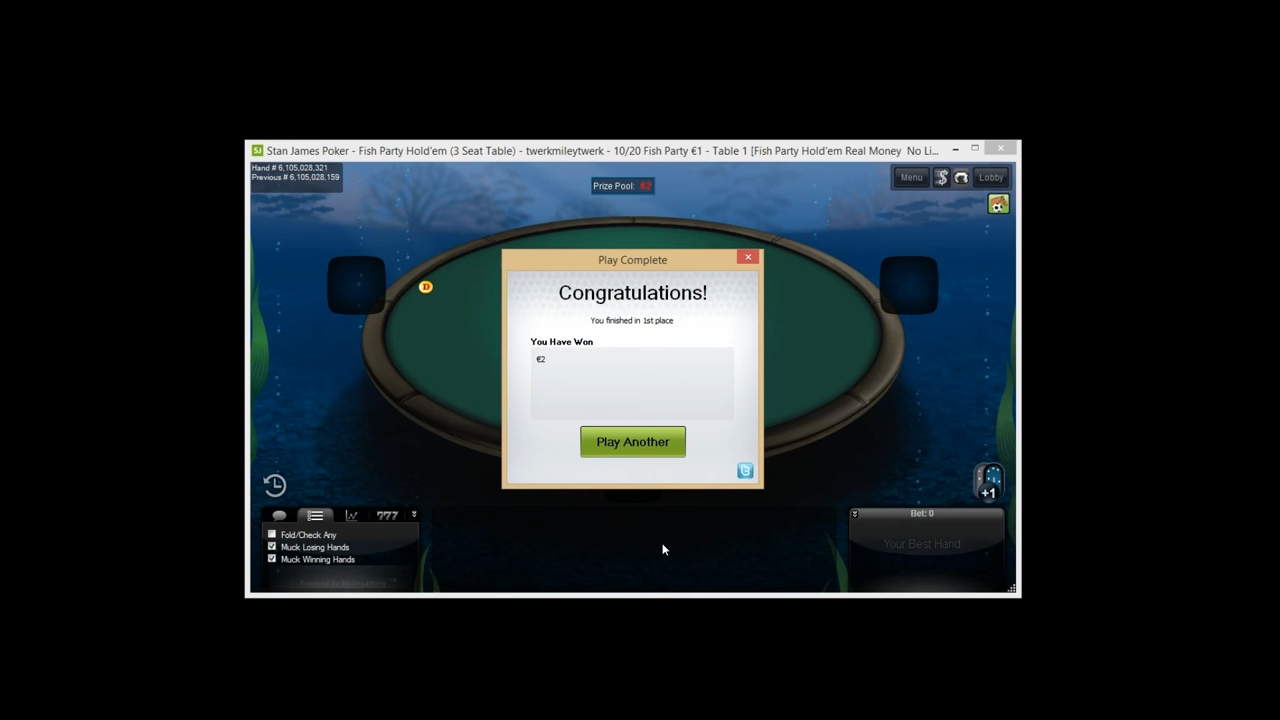 SJ Stan James Poker - Fish Party Hold'em (3 Seat Table) - twerkmileytwerk - 10/20 Fish Party €1 - Table 1 [Fish Party Hold'em Real Money No Li...
Hand # 6,105,028,321
Previous # 6,105,028,159
Prize Pool: €2
Menu
$
Lobby
D
Play Complete
Congratulations!
You finished in 1st place
You Have Won
€2
Play Another
+1
777
Fold/Check Any
Muck Losing Hands
Muck Winning Hands
Bet: 0
Your Best Hand